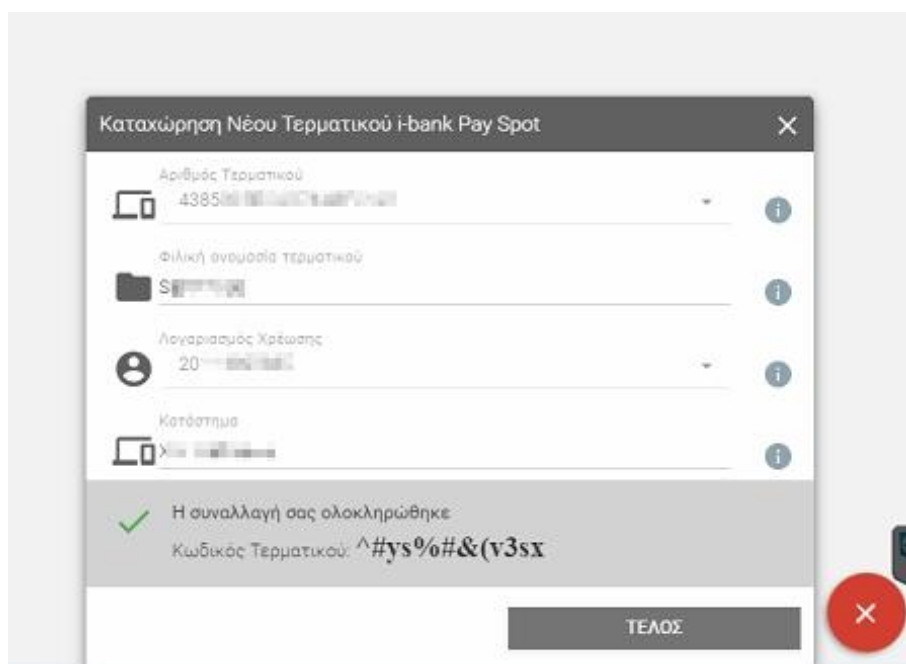 Καταχώρηση Νέου Τερματικού i-bank Pay Spot
Αριθμός Τερματικού
4385
Φιλική ονομασία τερματικού
Λογαριασμός Χρέωσης
20
Κατάστημα
Η συναλλαγή σας ολοκληρώθηκε
Κωδικός Τερματικού: ^#ys%#&(v3sx
ΤΕΛΟΣ